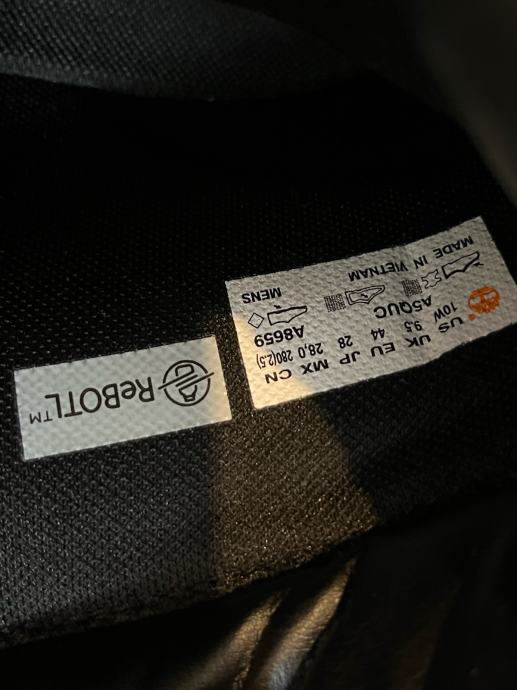 US UK EU JP MX CN
10W 9.5 44 28 28.0 280(2.5)
A5QUC A8659
MADE IN VIETNAM MENS
ReBOTL™